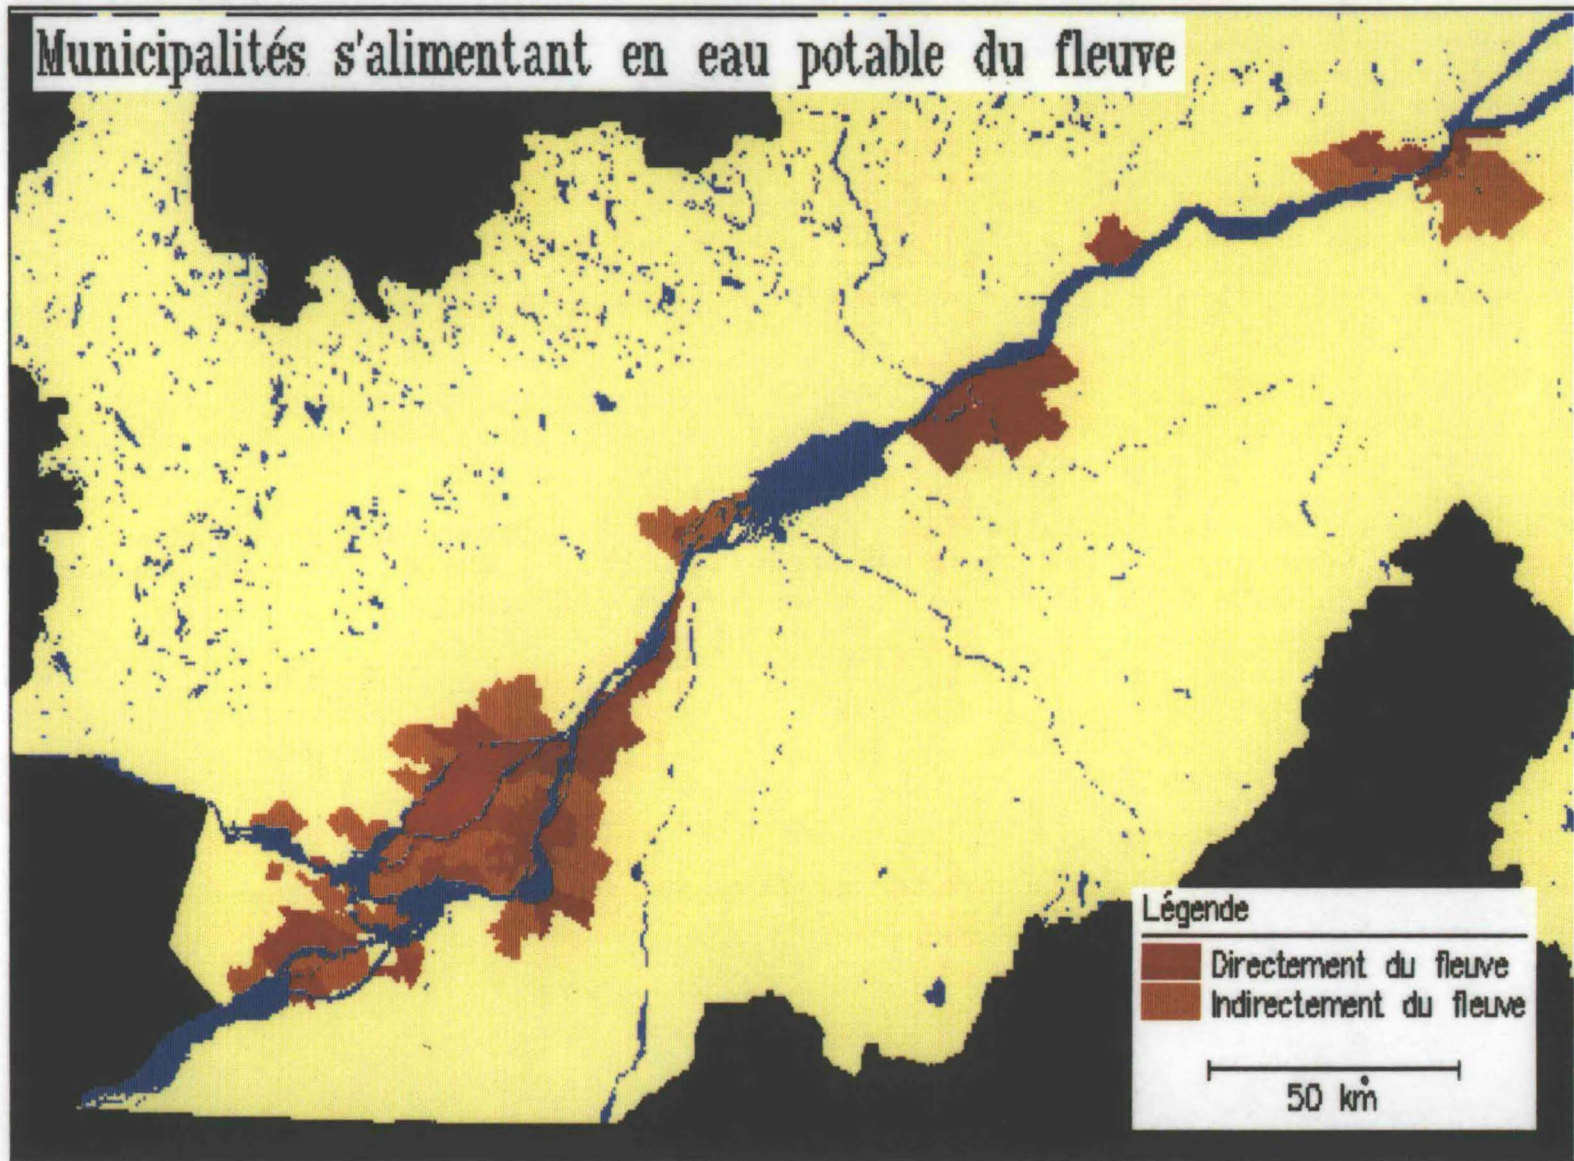 Municipalités s'alimentant en eau potable du fleuve
Légende
Directement du fleuve
Indirectement du fleuve
50 km